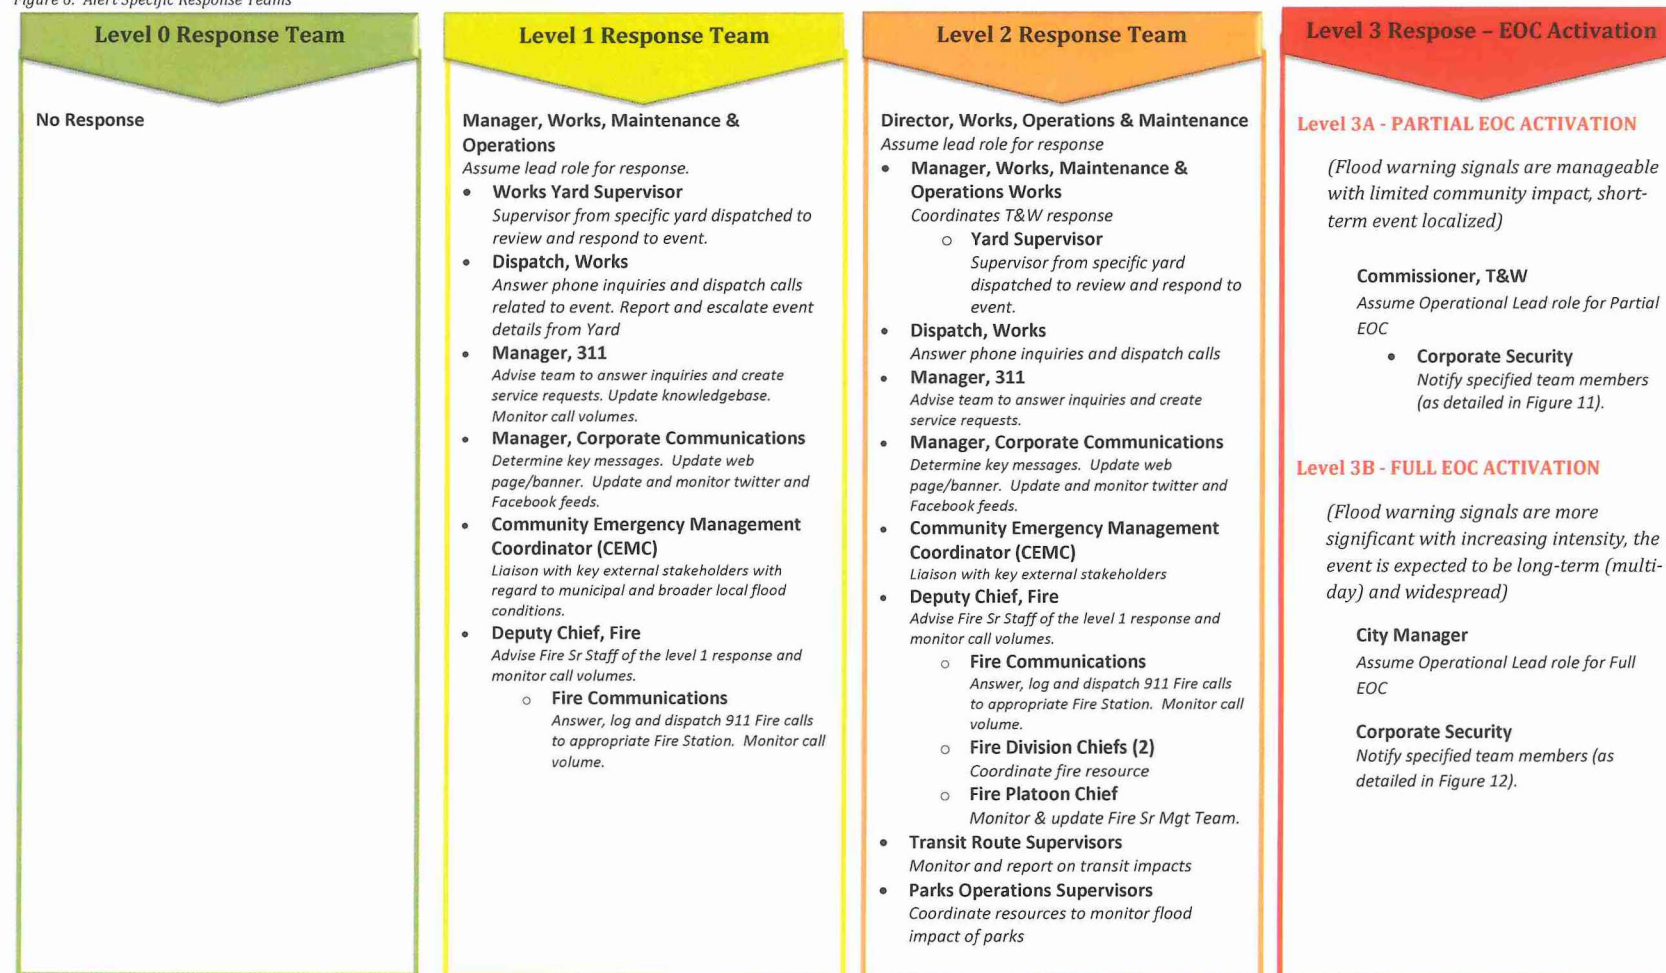 Figure 6: Alert Specific Response Teams
Level 0 Response Team
No Response
Level 1 Response Team
Manager, Works, Maintenance &
Operations
Assume lead role for response.
• Works Yard Supervisor
Supervisor from specific yard dispatched to
review and respond to event.
• Dispatch, Works
Answer phone inquiries and dispatch calls
related to event. Report and escalate event
details from Yard
• Manager, 311
Advise team to answer inquiries and create
service requests. Update knowledgebase.
Monitor call volumes.
• Manager, Corporate Communications
Determine key messages. Update web
page/banner. Update and monitor twitter and
Facebook feeds.
• Community Emergency Management
Coordinator (CEMC)
Liaison with key external stakeholders with
regard to municipal and broader local flood
conditions.
• Deputy Chief, Fire
Advise Fire Sr Staff of the level 1 response and
monitor call volumes.
○ Fire Communications
Answer, log and dispatch 911 Fire calls
to appropriate Fire Station. Monitor call
volume.
Level 2 Response Team
Director, Works, Operations & Maintenance
Assume lead role for response
• Manager, Works, Maintenance &
Operations Works
Coordinates T&W response
○ Yard Supervisor
Supervisor from specific yard
dispatched to review and respond to
event.
• Dispatch, Works
Answer phone inquiries and dispatch calls
• Manager, 311
Advise team to answer inquiries and create
service requests.
• Manager, Corporate Communications
Determine key messages. Update web
page/banner. Update and monitor twitter and
Facebook feeds.
• Community Emergency Management
Coordinator (CEMC)
Liaison with key external stakeholders
• Deputy Chief, Fire
Advise Fire Sr Staff of the level 1 response and
monitor call volumes.
○ Fire Communications
Answer, log and dispatch 911 Fire calls
to appropriate Fire Station. Monitor call
volume.
○ Fire Division Chiefs (2)
Coordinate fire resource
○ Fire Platoon Chief
Monitor & update Fire Sr Mgt Team.
• Transit Route Supervisors
Monitor and report on transit impacts
• Parks Operations Supervisors
Coordinate resources to monitor flood
impact of parks
Level 3 Respose – EOC Activation
Level 3A - PARTIAL EOC ACTIVATION
(Flood warning signals are manageable
with limited community impact, short-
term event localized)
Commissioner, T&W
Assume Operational Lead role for Partial
EOC
• Corporate Security
Notify specified team members
(as detailed in Figure 11).
Level 3B - FULL EOC ACTIVATION
(Flood warning signals are more
significant with increasing intensity, the
event is expected to be long-term (multi-
day) and widespread)
City Manager
Assume Operational Lead role for Full
EOC
Corporate Security
Notify specified team members (as
detailed in Figure 12).